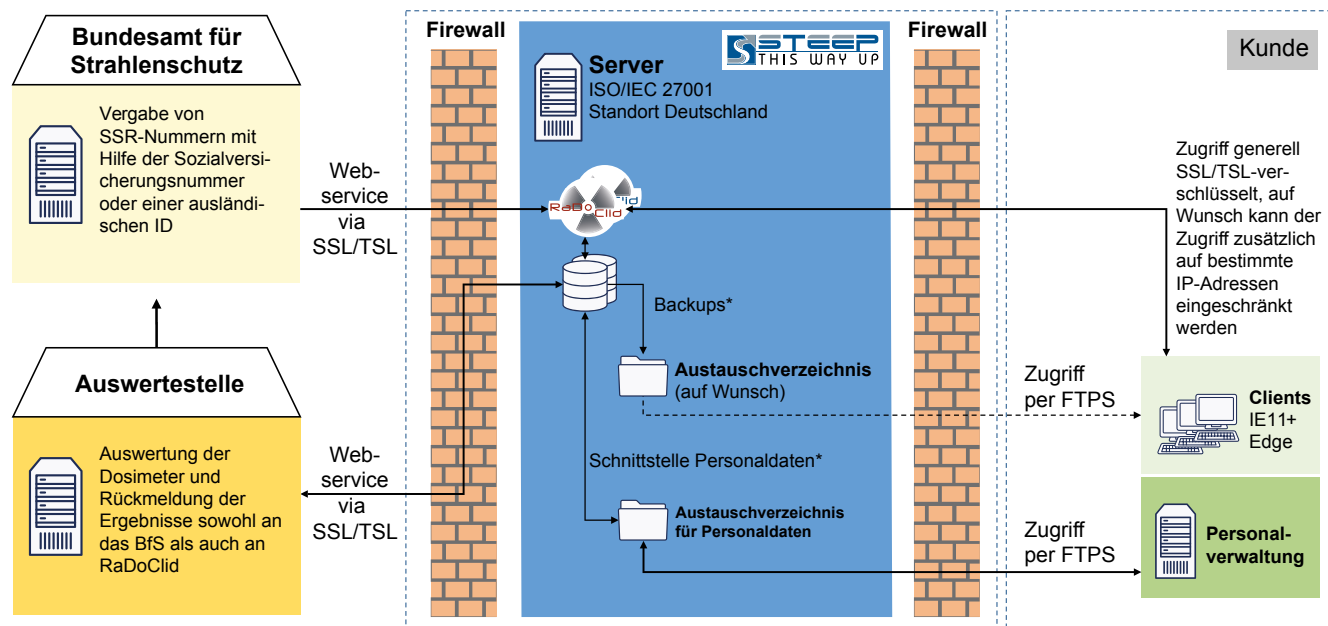 Bundesamt für
Strahlenschutz
Vergabe von
SSR-Nummern mit
Hilfe der Sozialversi-
cherungsnummer
oder einer ausländi-
schen ID
Auswertestelle
Auswertung der
Dosimeter und
Rückmeldung der
Ergebnisse sowohl an
das BfS als auch an
RaDoClid
Web-
service
via
SSL/TSL
Web-
service
via
SSL/TSL
Firewall
STEEP
THIS WAY UP
Server
ISO/IEC 27001
Standort Deutschland
RaDoClid
Clid
Backups*
Austauschverzeichnis
(auf Wunsch)
Schnittstelle Personaldaten*
Austauschverzeichnis
für Personaldaten
Firewall
Zugriff
per FTPS
Zugriff
per FTPS
Kunde
Zugriff generell
SSL/TSL-ver-
schlüsselt, auf
Wunsch kann der
Zugriff zusätzlich
auf bestimmte
IP-Adressen
eingeschränkt
werden
Clients
IE11+
Edge
Personal-
verwaltung